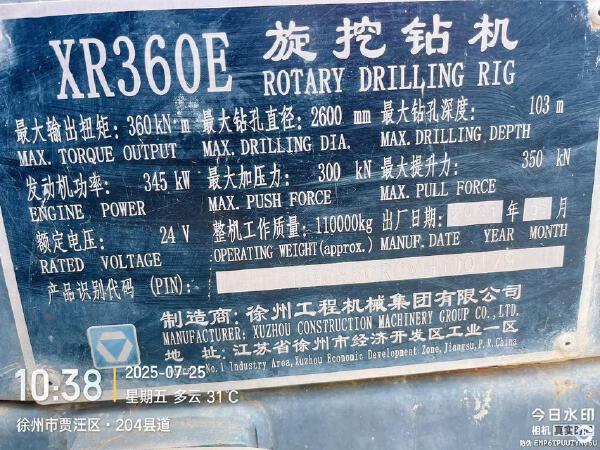 XR360E 旋挖钻机
ROTARY DRILLING RIG
最大输出扭矩: 360 kN m 最大钻孔直径: 2600 mm 最大钻孔深度: 103 m
MAX. TORQUE OUTPUT MAX. DRILLING DIA. MAX. DRILLING DEPTH
发动机功率: 345 kW 最大加压力: 300 kN 最大提升力: 350 kN
ENGINE POWER MAX. PUSH FORCE MAX. PULL FORCE
额定电压: 24 V 整机工作质量: 110000kg 出厂日期: 年 月
RATED VOLTAGE OPERATING WEIGHT(approx.) MANUF. DATE YEAR MONTH
产品识别代码 (PIN):
制造商: 徐州工程机械集团有限公司
MANUFACTURER: XUZHOU CONSTRUCTION MACHINERY GROUP CO., LTD.
地 址: 江苏省徐州市经济开发区工业一区
No.1 Industry Area, Xuzhou Economic Development Zone, Jiangsu, P.R.China
10:38
2025-07-25
星期五 多云 31℃
徐州市贾汪区·204县道
今日水印
相机 真实
防伪